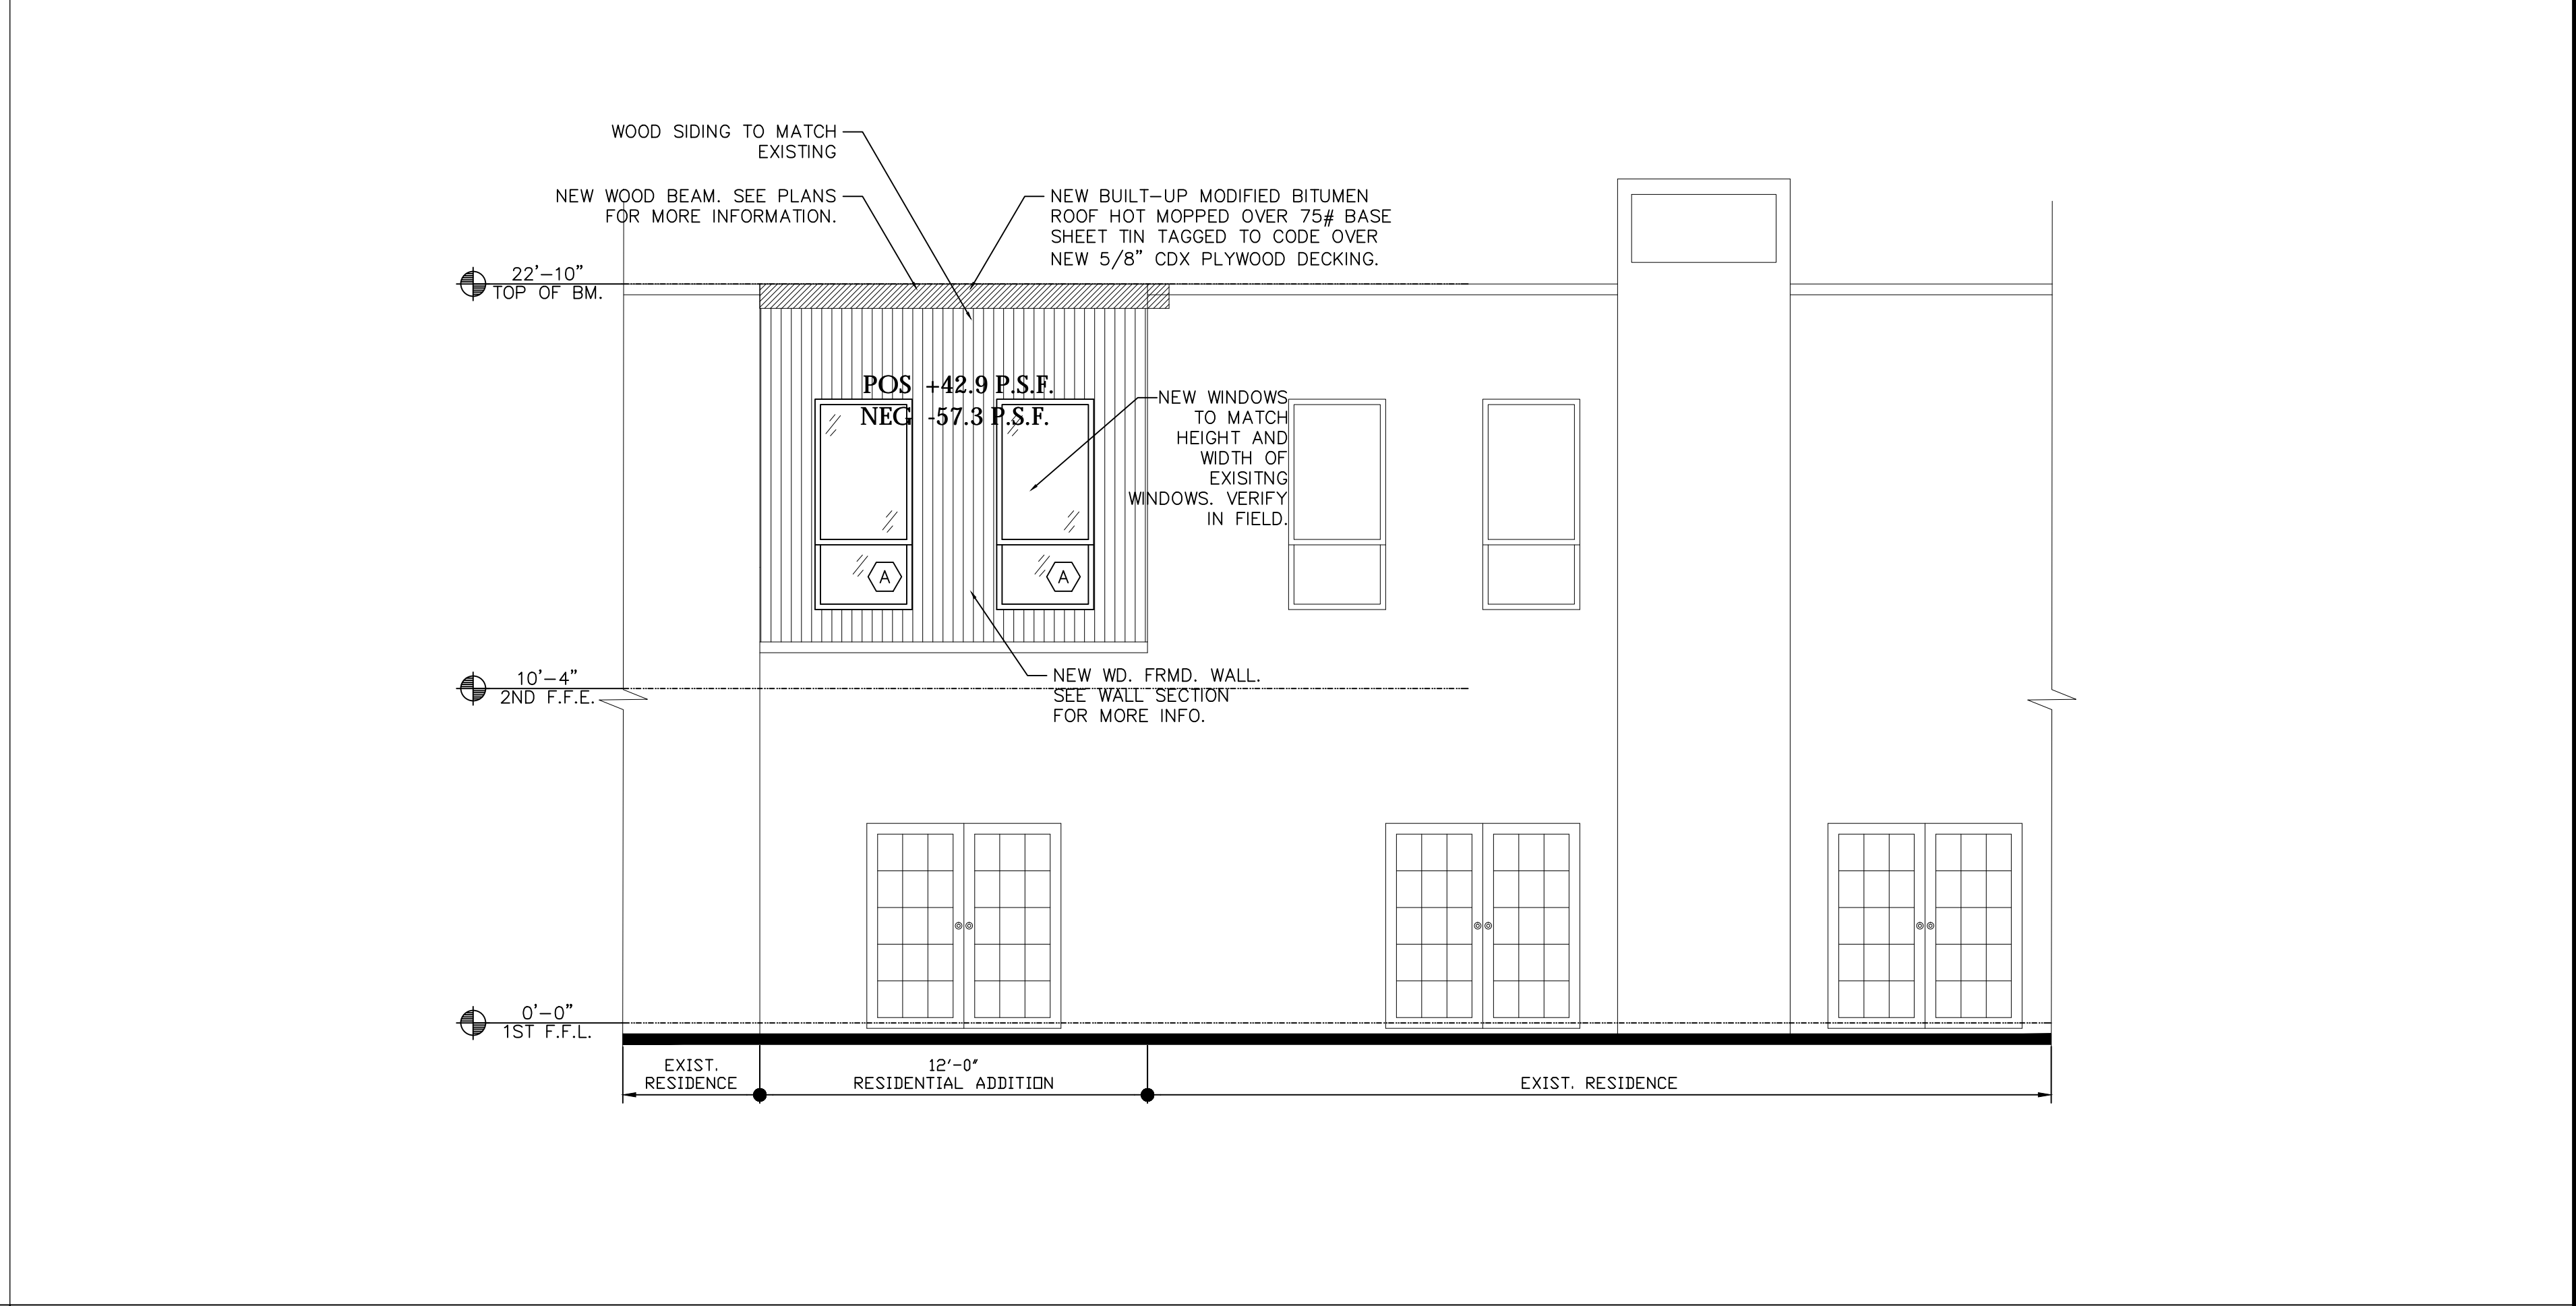 WOOD SIDING TO MATCH
EXISTING
NEW WOOD BEAM. SEE PLANS
FOR MORE INFORMATION.
NEW BUILT-UP MODIFIED BITUMEN
ROOF HOT MOPPED OVER 75# BASE
SHEET TIN TAGGED TO CODE OVER
NEW 5/8" CDX PLYWOOD DECKING.
22'-10"
TOP OF BM.
POS +42.9 P.S.F.
NEG -57.3 P.S.F.
NEW WINDOWS
TO MATCH
HEIGHT AND
WIDTH OF
EXISITNG
WINDOWS. VERIFY
IN FIELD.
A
A
10'-4"
2ND F.F.E.
NEW WD. FRMD. WALL.
SEE WALL SECTION
FOR MORE INFO.
0'-0"
1ST F.F.L.
EXIST.
RESIDENCE
12'-0"
RESIDENTIAL ADDITION
EXIST. RESIDENCE